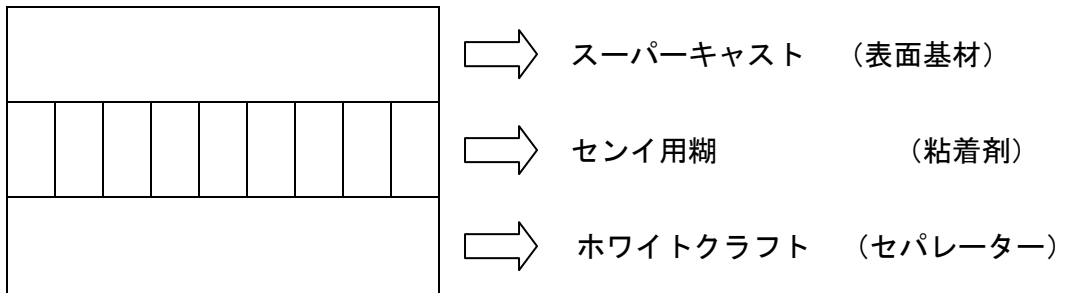 スーパーキャスト （表面基材）
センイ用糊 （粘着剤）
ホワイトクラフト （セパレーター）